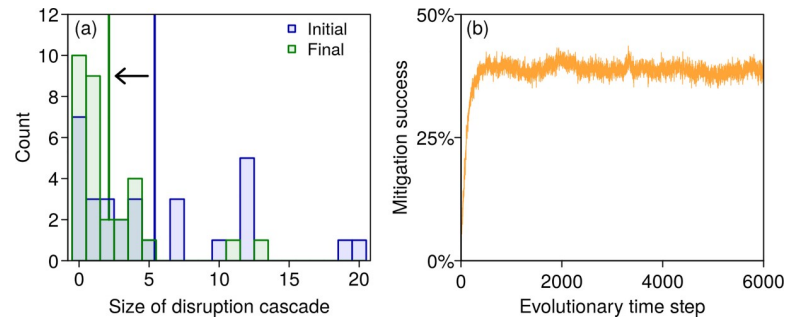 (a)
Initial
Final
12
10
8
6
4
2
0
Count
0 5 10 15 20
Size of disruption cascade
(b)
50%
25%
0%
Mitigation success
0 2000 4000 6000
Evolutionary time step